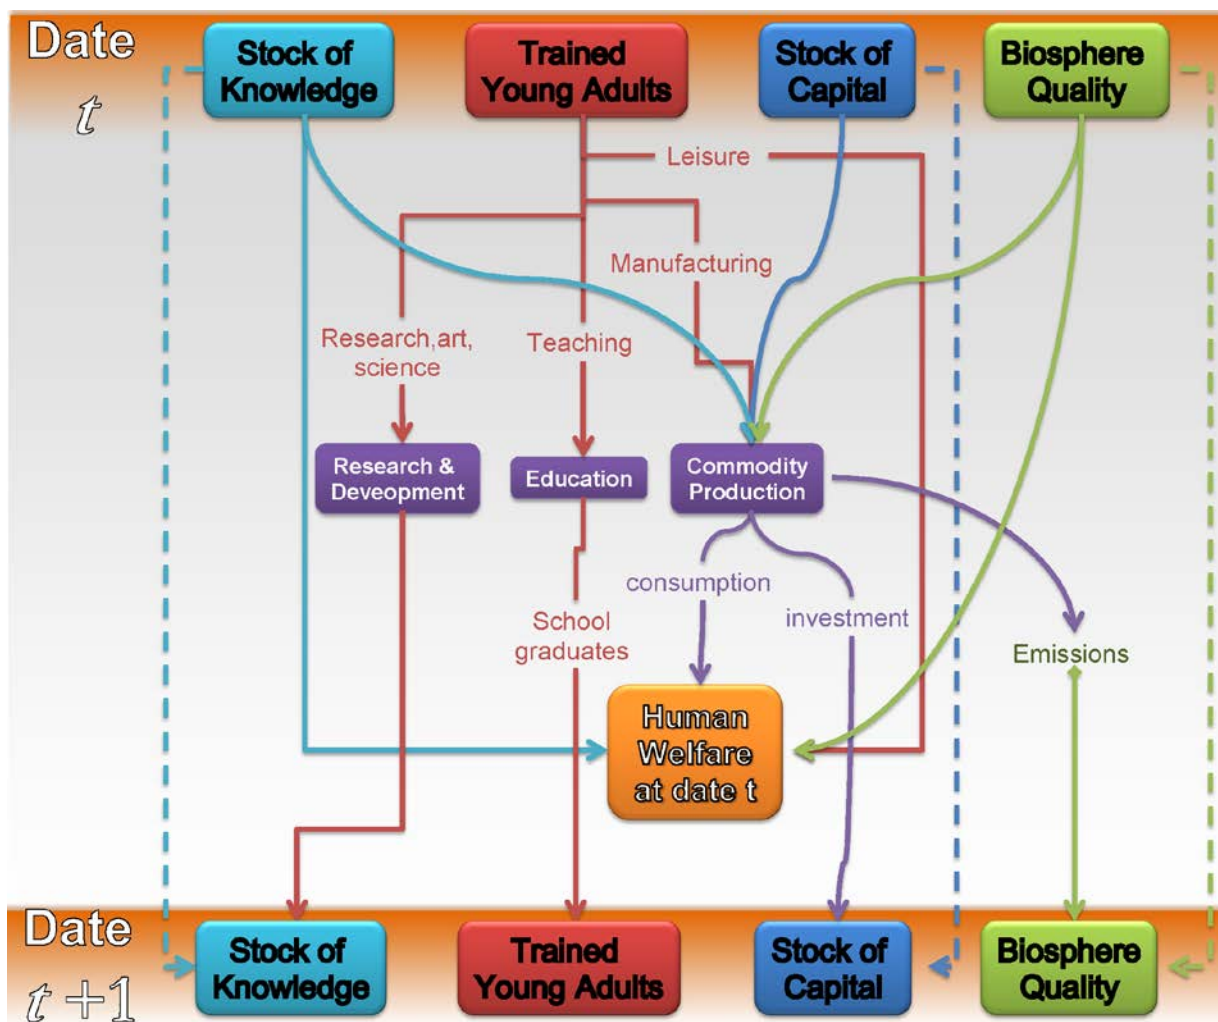 Date
t
Stock of
Knowledge
Trained
Young Adults
Stock of
Capital
Biosphere
Quality
Leisure
Manufacturing
Research,art,
science
Teaching
Research &
Deveopment
Education
Commodity
Production
consumption
investment
School
graduates
Emissions
Human
Welfare
at date t
Date
t +1
Stock of
Knowledge
Trained
Young Adults
Stock of
Capital
Biosphere
Quality